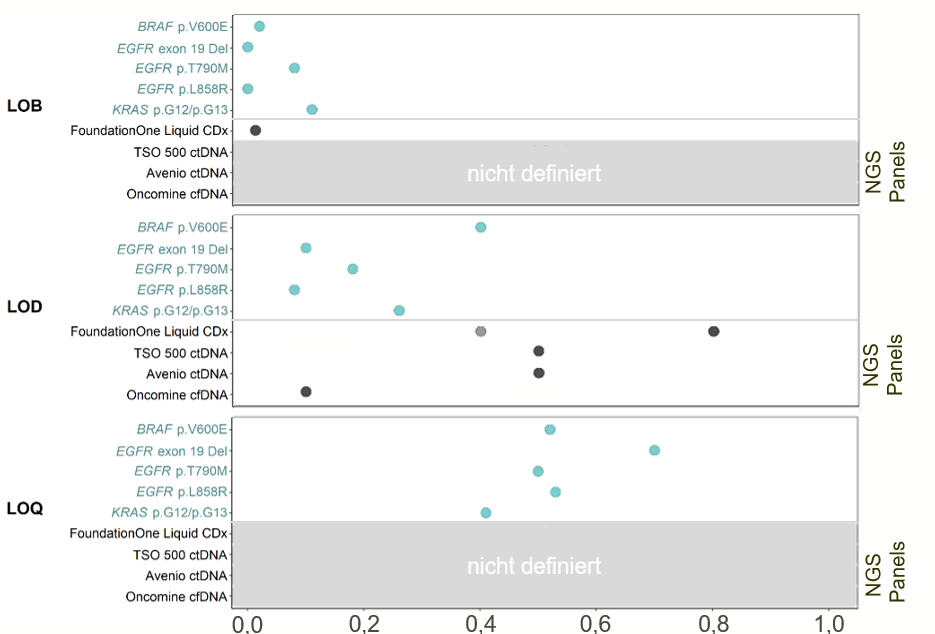 LOB
BRAF p.V600E
EGFR exon 19 Del
EGFR p.T790M
EGFR p.L858R
KRAS p.G12/p.G13
FoundationOne Liquid CDx
TSO 500 ctDNA
Avenio ctDNA
Oncomine cfDNA
nicht definiert
NGS
Panels
LOD
BRAF p.V600E
EGFR exon 19 Del
EGFR p.T790M
EGFR p.L858R
KRAS p.G12/p.G13
FoundationOne Liquid CDx
TSO 500 ctDNA
Avenio ctDNA
Oncomine cfDNA
NGS
Panels
LOQ
BRAF p.V600E
EGFR exon 19 Del
EGFR p.T790M
EGFR p.L858R
KRAS p.G12/p.G13
FoundationOne Liquid CDx
TSO 500 ctDNA
Avenio ctDNA
Oncomine cfDNA
nicht definiert
NGS
Panels
0,0 0,2 0,4 0,6 0,8 1,0